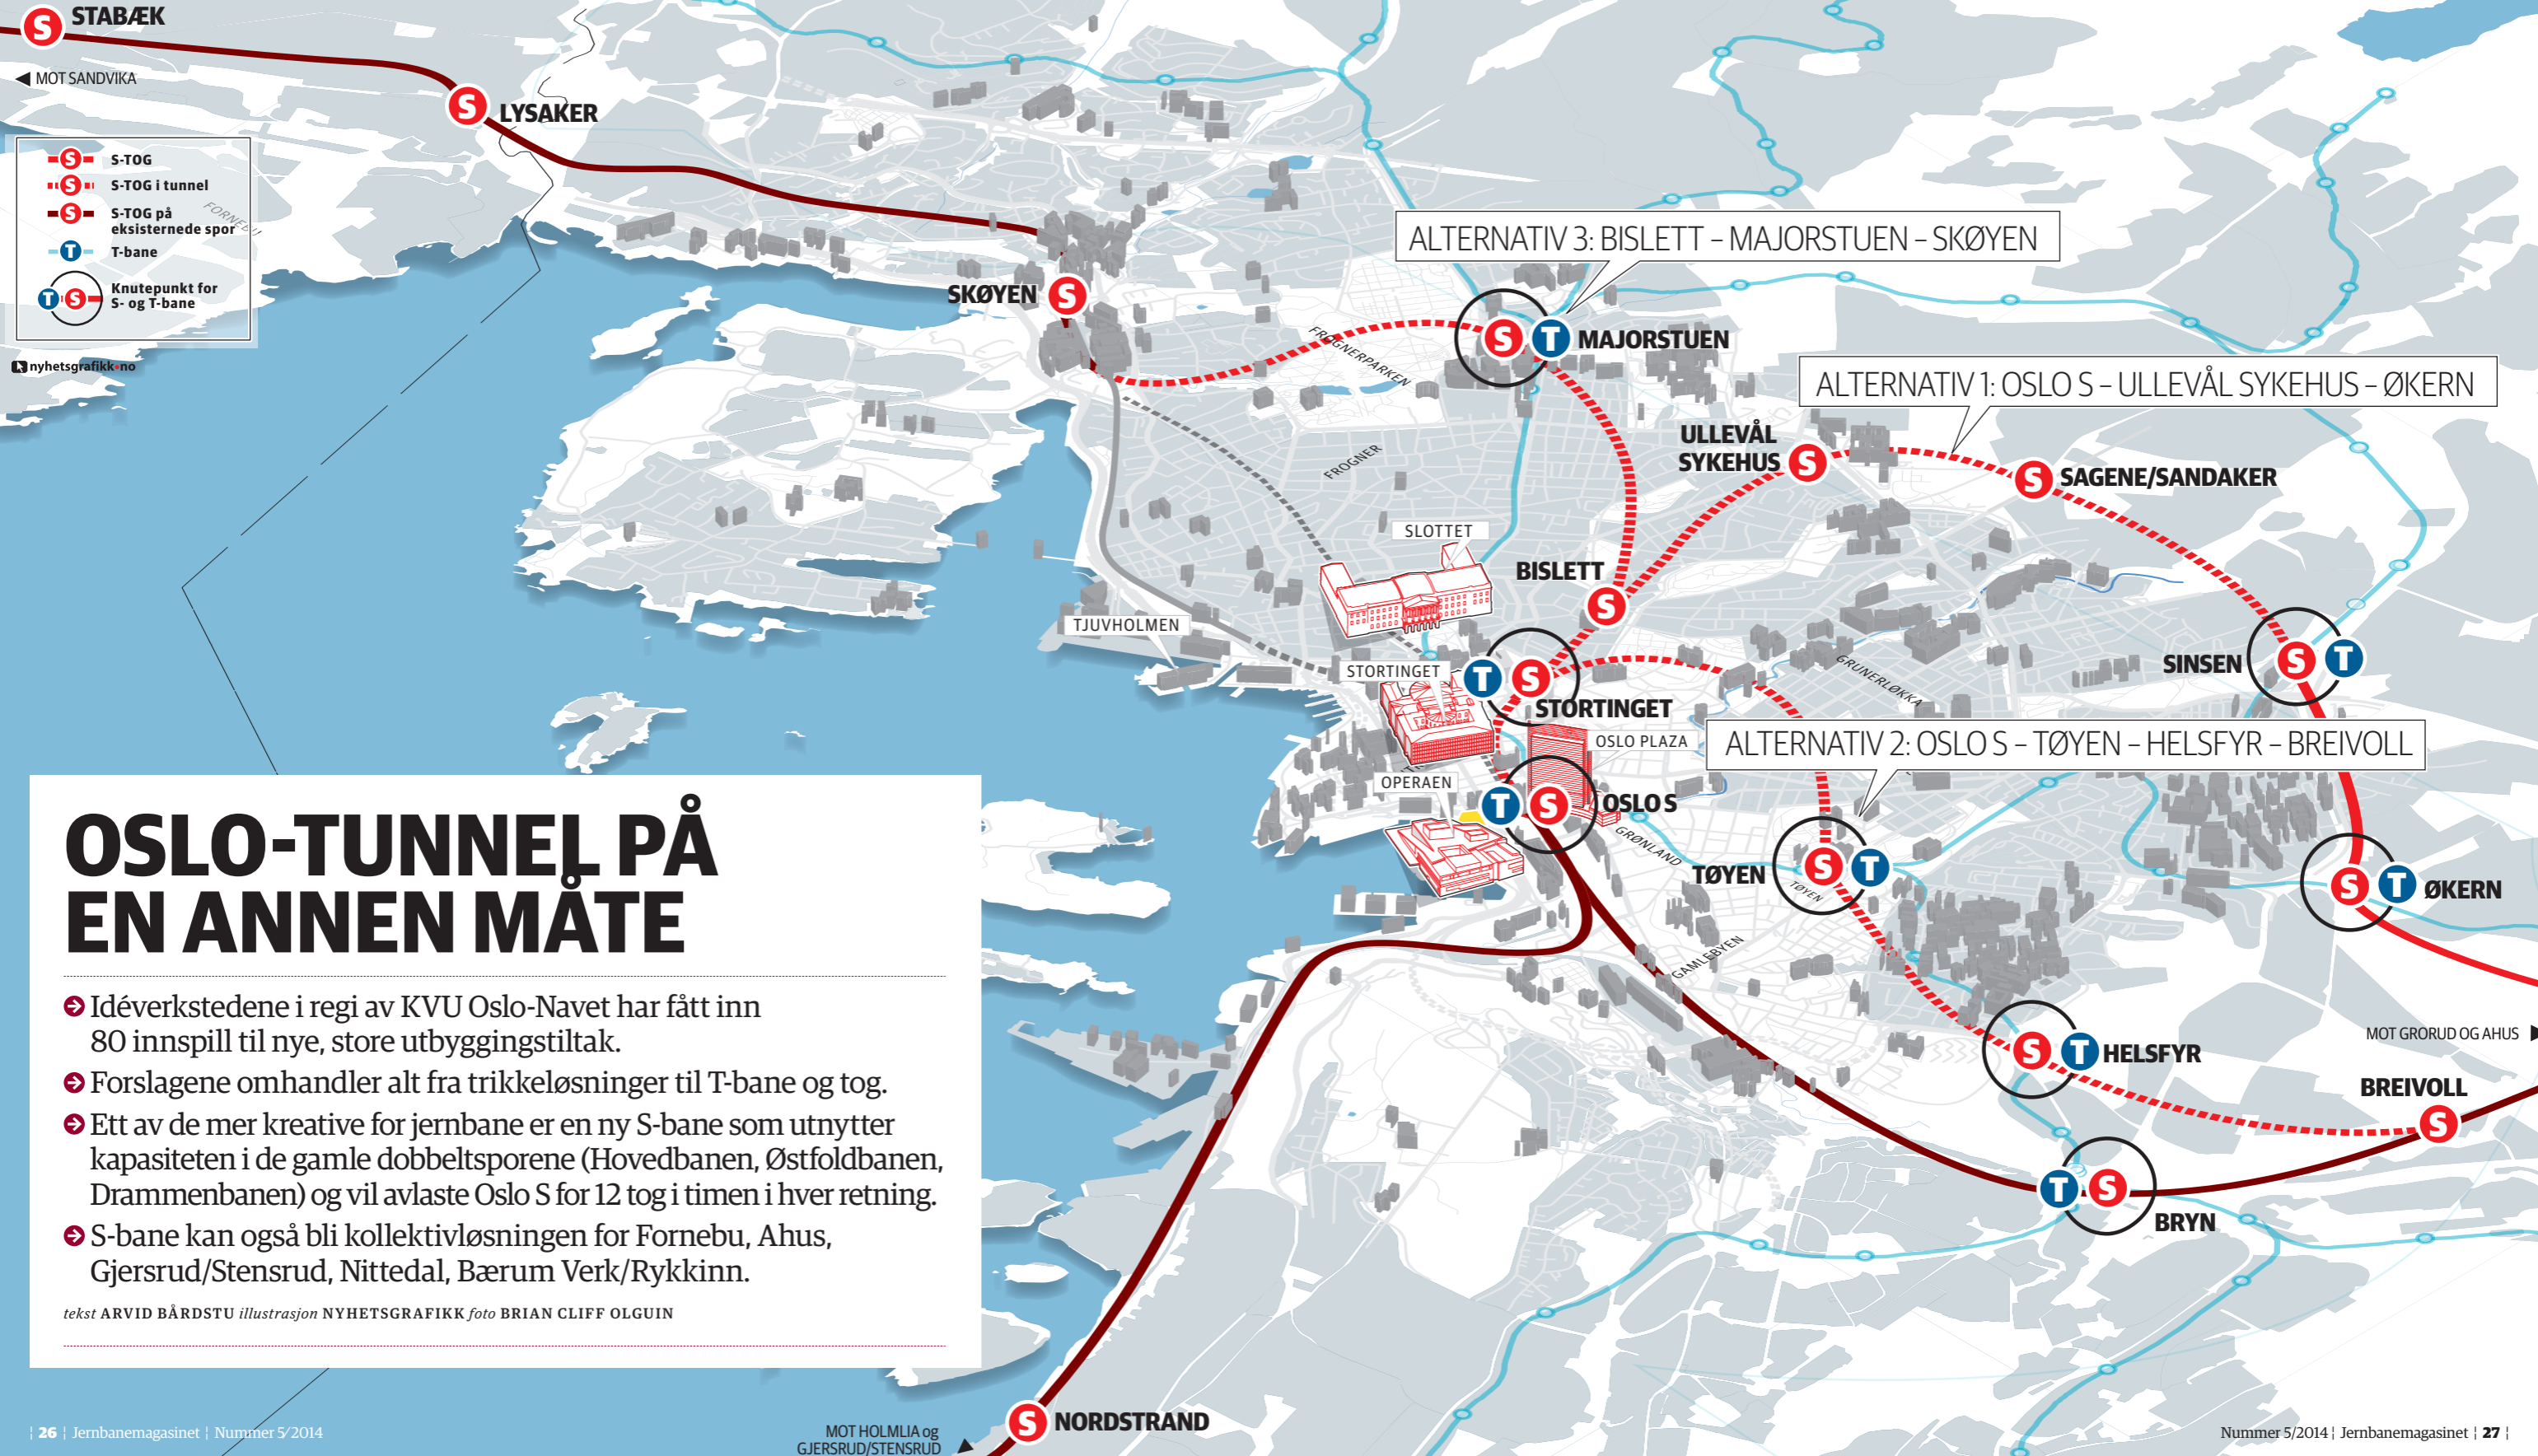 STABÆK
MOT SANDVIKA
LYSAKER
S-TOG
S-TOG i tunnel
S-TOG på
eksisternede spor
T-bane
Knutepunkt for
S- og T-bane
FORNEBU
nyhetsgrafikk.no
SKØYEN
ALTERNATIV 3: BISLETT – MAJORSTUEN – SKØYEN
MAJORSTUEN
FROGNERPARKEN
ALTERNATIV 1: OSLO S – ULLEVÅL SYKEHUS – ØKERN
ULLEVÅL
SYKEHUS
SAGENE/SANDAKER
FROGNER
SLOTTET
BISLETT
TJUVHOLMEN
STORTINGET
STORTINGET
SINSEN
GRUNERLØKKA
OSLO PLAZA
ALTERNATIV 2: OSLO S – TØYEN – HELSFYR – BREIVOLL
OPERAEN
OSLO S
GRØNLAND
TØYEN
TØYEN
ØKERN
GAMLEBYEN
HELSFYR
MOT GRORUD OG AHUS
BREIVOLL
BRYN
OSLO-TUNNEL PÅ
EN ANNEN MÅTE
Idéverkstedene i regi av KVU Oslo-Navet har fått inn
80 innspill til nye, store utbyggingstiltak.
Forslagene omhandler alt fra trikkeløsninger til T-bane og tog.
Ett av de mer kreative for jernbane er en ny S-bane som utnytter
kapasiteten i de gamle dobbeltsporene (Hovedbanen, Østfoldbanen,
Drammenbanen) og vil avlaste Oslo S for 12 tog i timen i hver retning.
S-bane kan også bli kollektivløsningen for Fornebu, Ahus,
Gjersrud/Stensrud, Nittedal, Bærum Verk/Rykkinn.
tekst ARVID BÅRDSTU illustrasjon NYHETSGRAFIKK foto BRIAN CLIFF OLGUIN
NORDSTRAND
MOT HOLMLIA og
GJERSRUD/STENSRUD
| 26 | Jernbanemagasinet | Nummer 5/2014
Nummer 5/2014 | Jernbanemagasinet | 27 |